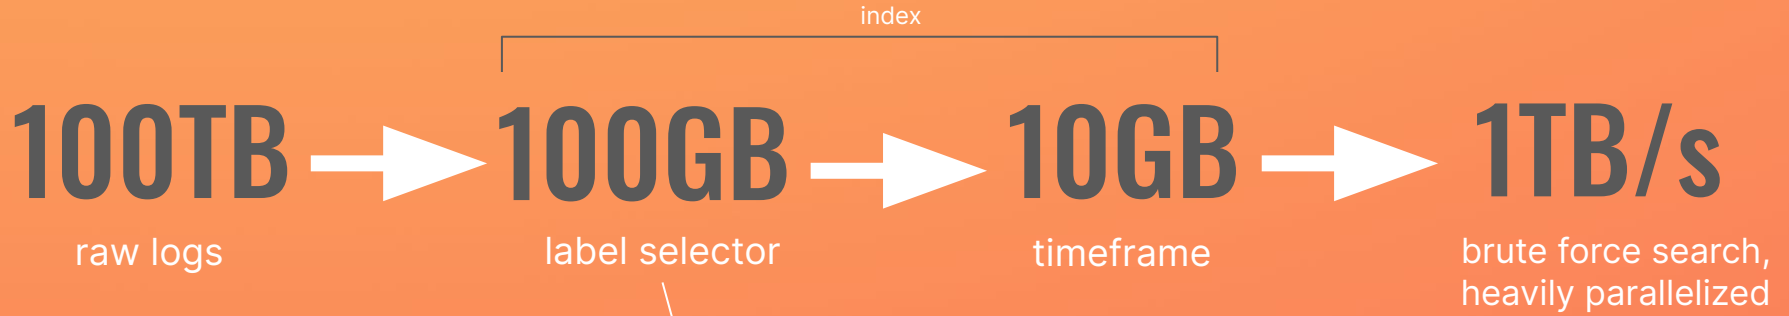 index
100TB
100GB
10GB
1TB/s
raw logs
label selector
timeframe
brute force search,
heavily parallelized